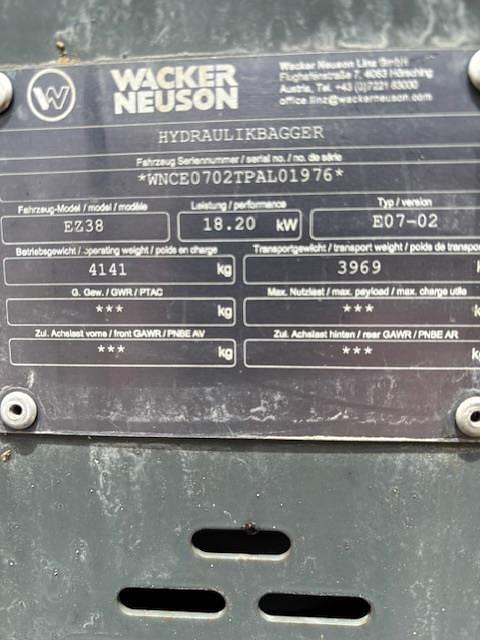 WACKER
NEUSON
Wacker Neuson Linz GmbH
Flughafenstraße 7, 4063 Hörsching
Austria, Tel. +43 (0)7221 63000
office.linz@wackerneuson.com
HYDRAULIKBAGGER
Fahrzeug Seriennummer / serial no. / no. de série
*WNCE0702TPAL01976*
Fahrzeug-Model / model / modèle
Leistung / performance
Typ / version
EZ38
18.20 kW
E07-02
Betriebsgewicht / operating weight / poids en charge
Transportgewicht / transport weight / poids de transpo
4141 kg
3969 k
G. Gew. / GWR / PTAC
Max. Nutzlast / max. payload / max. charge utile
*** kg
*** k
Zul. Achslast vorne / front GAWR / PNBE AV
Zul. Achslast hinten / rear GAWR / PNBE AR
*** kg
*** k